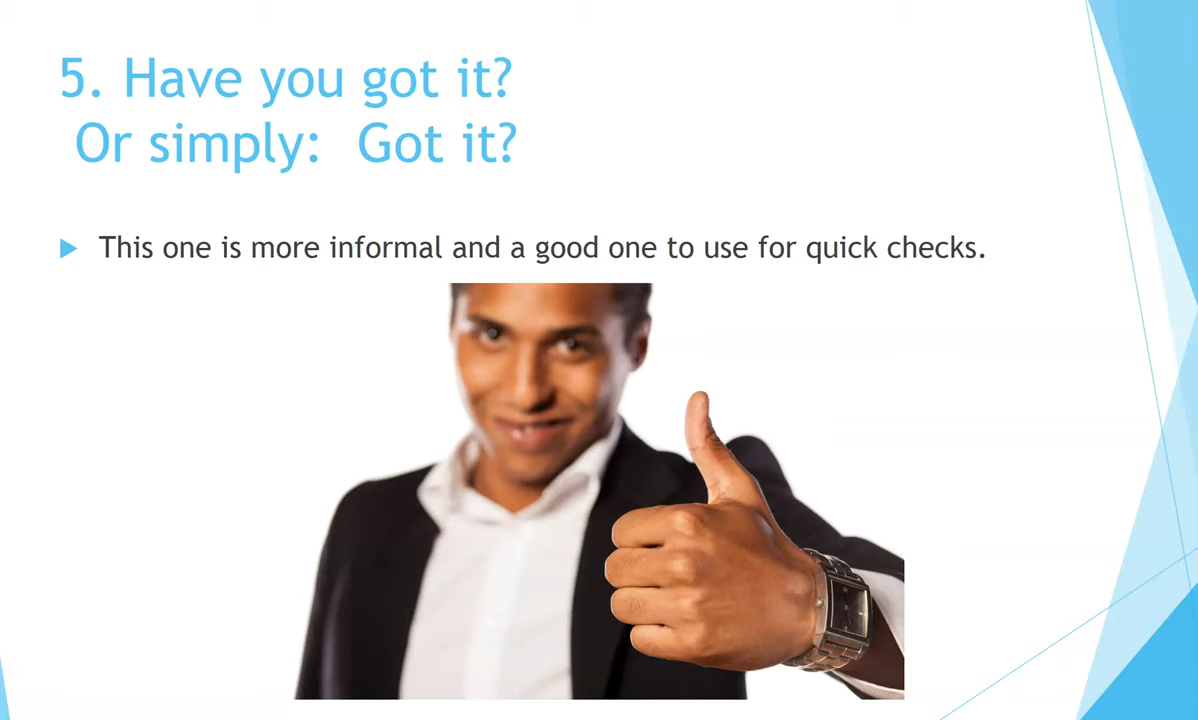 5. Have you got it?
Or simply: Got it?
This one is more informal and a good one to use for quick checks.